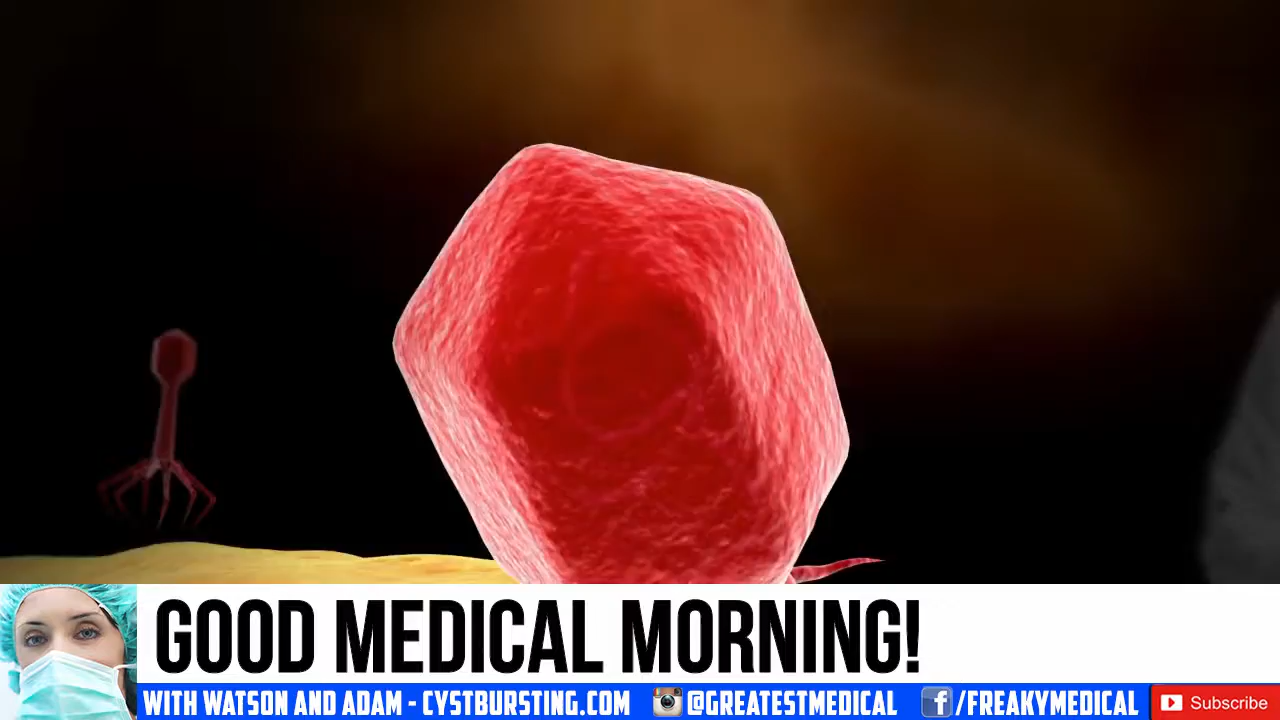 GOOD MEDICAL MORNING!
WITH WATSON AND ADAM - CYSTBURSTING.COM @GREATESTMEDICAL f/FREAKYMEDICAL Subscribe